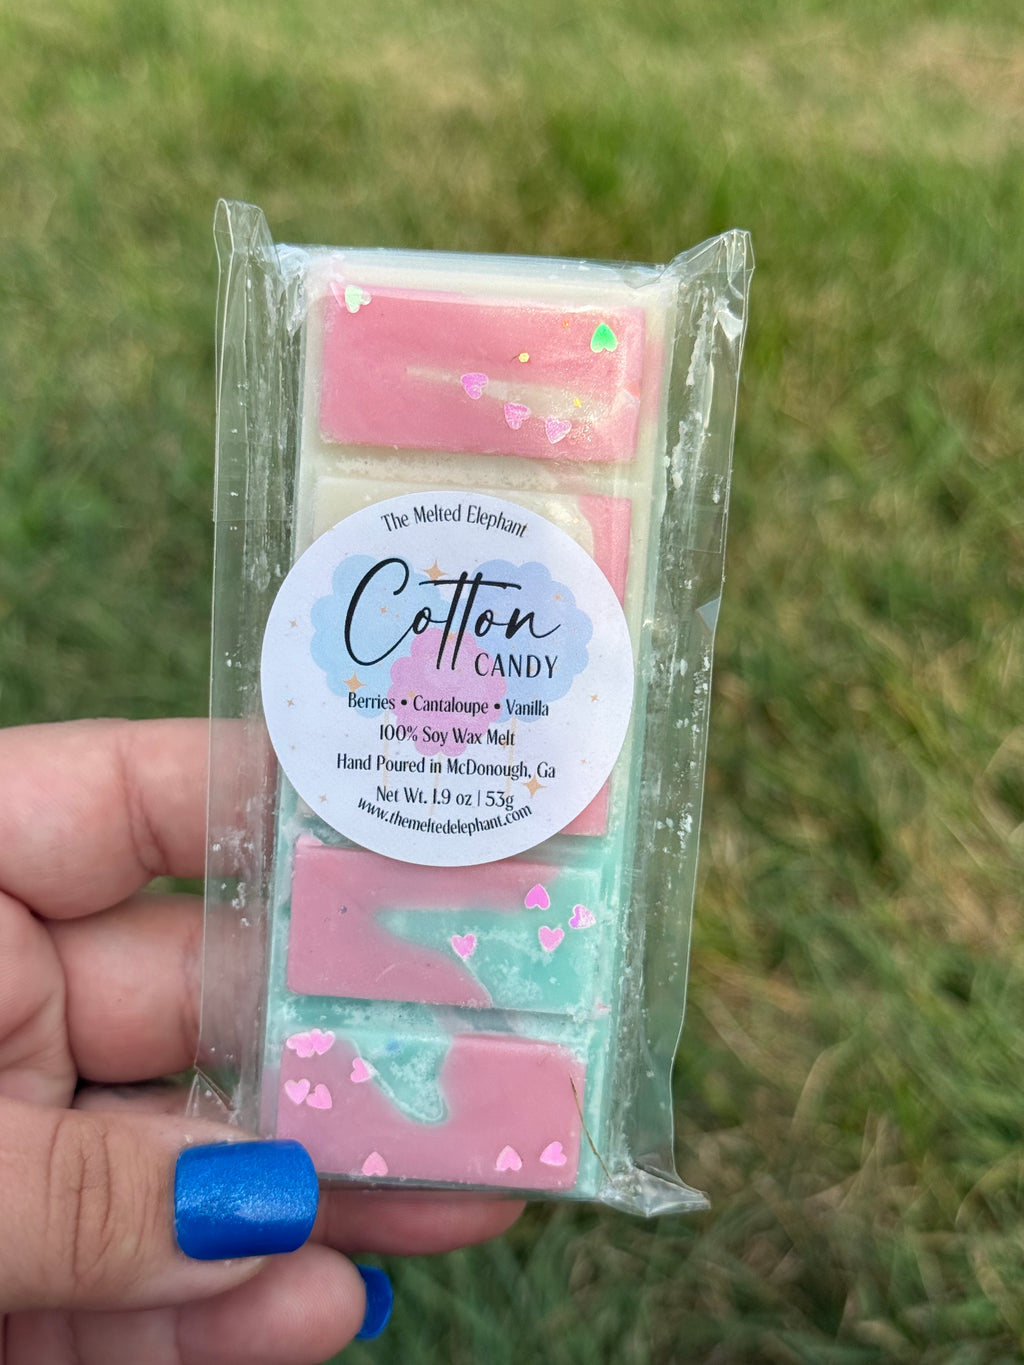 The Melted Elephant
Cotton
CANDY
Berries • Cantaloupe • Vanilla
100% Soy Wax Melt
Hand Poured in McDonough, Ga
Net Wt. 1.9 oz | 53g
www.themeltedelephant.com